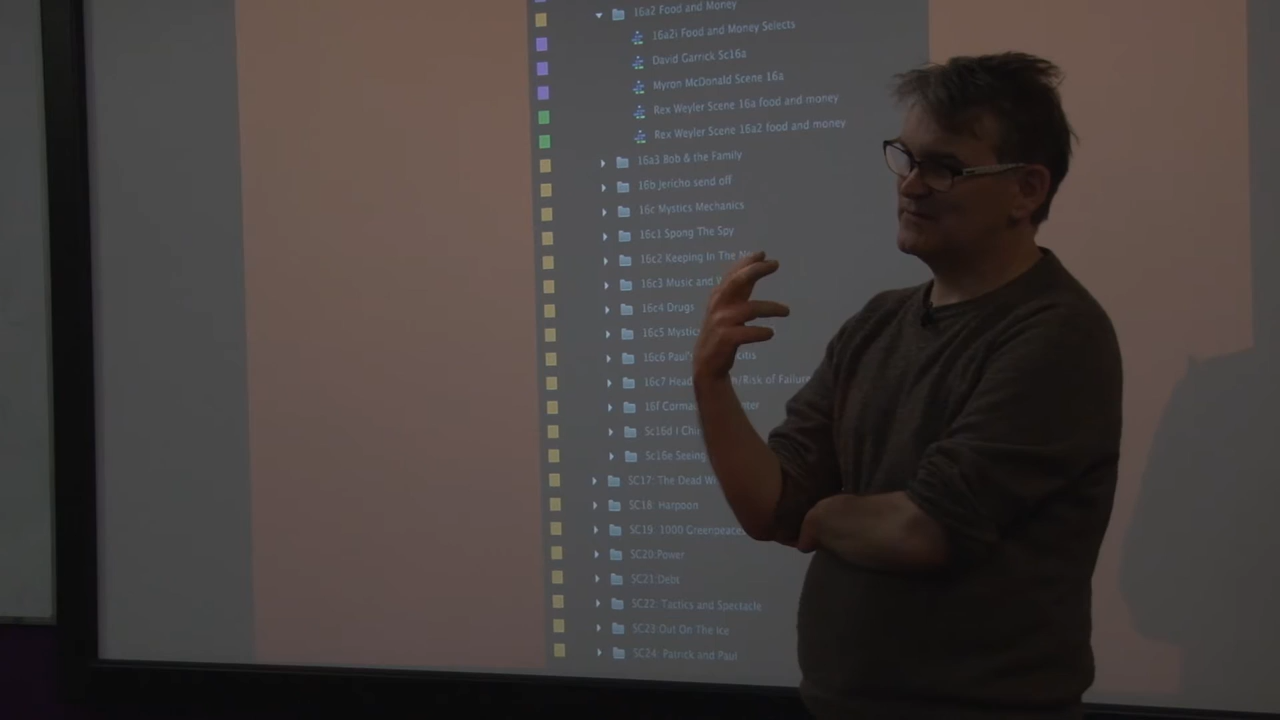 16a2 Food and Money
16a2i Food and Money Selects
David Garrick Sc16a
Myron McDonald Scene 16a
Rex Weyler Scene 16a food and money
Rex Weyler Scene 16a2 food and money
16a3 Bob & the Family
16b Jericho send off
16c Mystics Mechanics
16c1 Spong The Spy
16c2 Keeping In The
16c3 Music and
16c4 Drugs
16c5 Mystics
16c6 Paul's
16c7 Head /Risk of Failure
16f
Sc16d I
Sc16e Seeing
SC17: The Dead
SC18: Harpoon
SC19: 1000 Greenpeace
SC20:Power
SC21:Debt
SC22: Tactics and Spectacle
SC23:Out On The Ice
SC24: Patrick and Paul